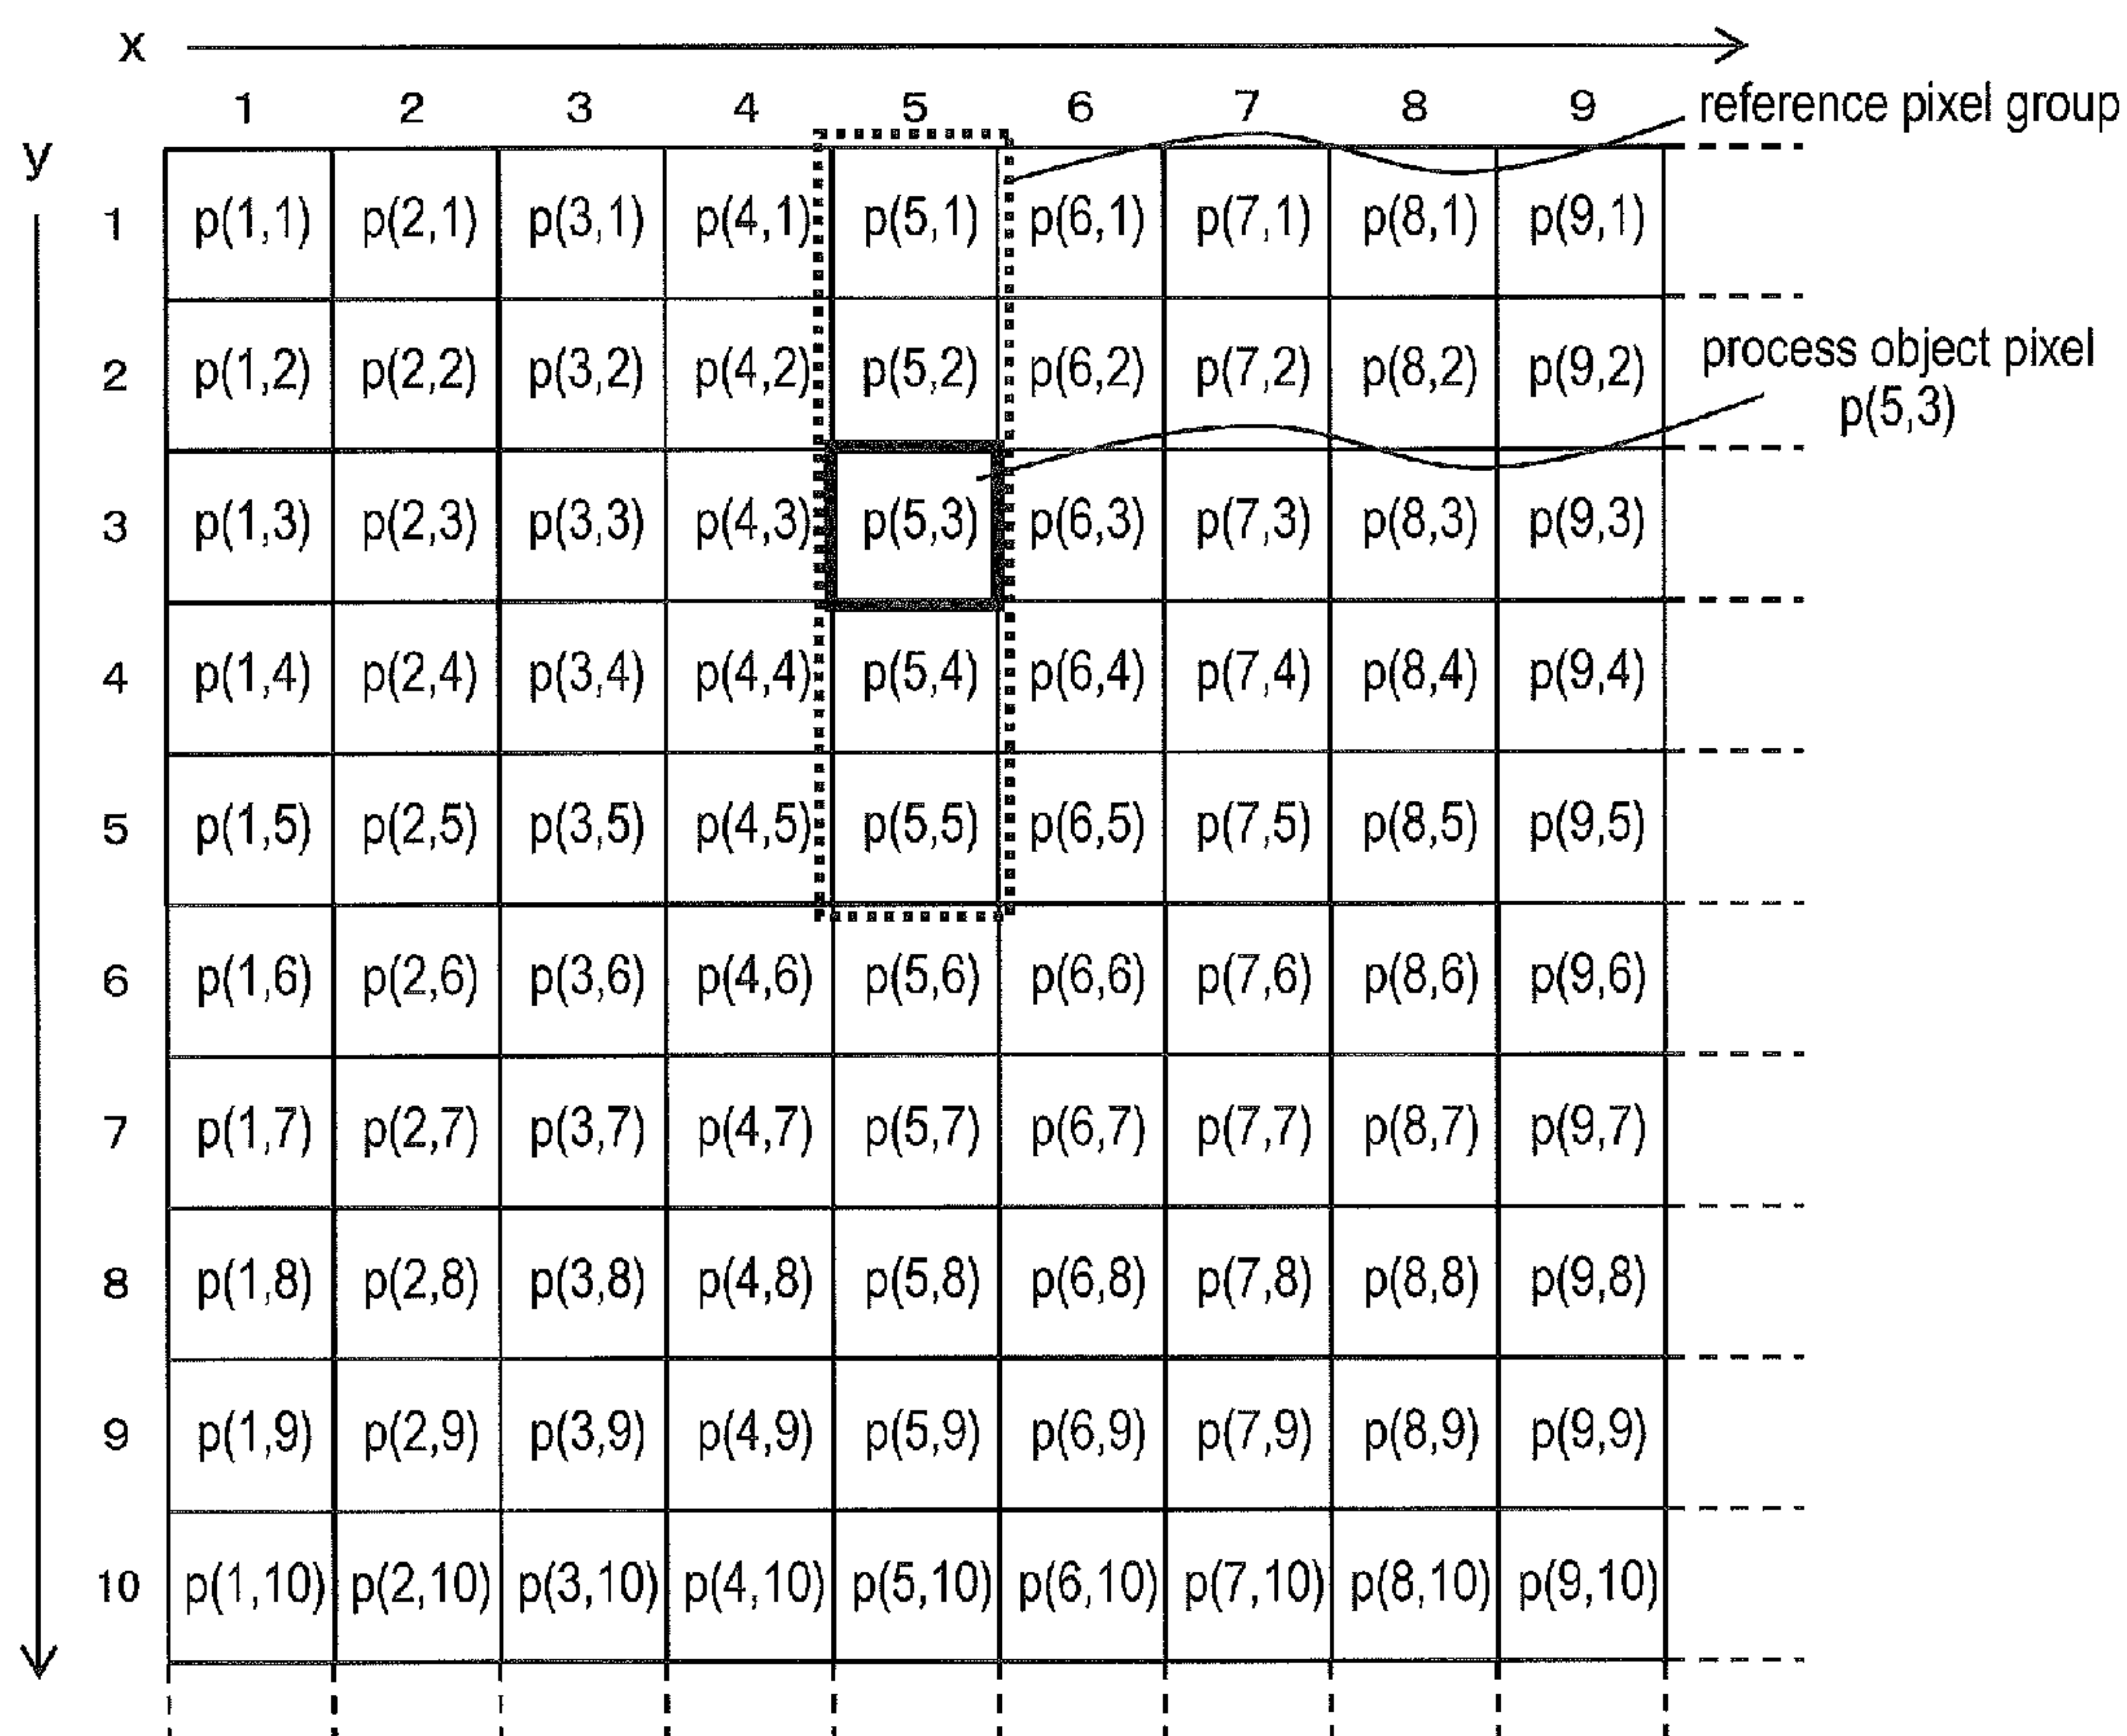 x
1 2 3 4 5 6 7 8 9
reference pixel group
y
1 p(1,1) p(2,1) p(3,1) p(4,1) p(5,1) p(6,1) p(7,1) p(8,1) p(9,1)
2 p(1,2) p(2,2) p(3,2) p(4,2) p(5,2) p(6,2) p(7,2) p(8,2) p(9,2)
process object pixel
p(5,3)
3 p(1,3) p(2,3) p(3,3) p(4,3) p(5,3) p(6,3) p(7,3) p(8,3) p(9,3)
4 p(1,4) p(2,4) p(3,4) p(4,4) p(5,4) p(6,4) p(7,4) p(8,4) p(9,4)
5 p(1,5) p(2,5) p(3,5) p(4,5) p(5,5) p(6,5) p(7,5) p(8,5) p(9,5)
6 p(1,6) p(2,6) p(3,6) p(4,6) p(5,6) p(6,6) p(7,6) p(8,6) p(9,6)
7 p(1,7) p(2,7) p(3,7) p(4,7) p(5,7) p(6,7) p(7,7) p(8,7) p(9,7)
8 p(1,8) p(2,8) p(3,8) p(4,8) p(5,8) p(6,8) p(7,8) p(8,8) p(9,8)
9 p(1,9) p(2,9) p(3,9) p(4,9) p(5,9) p(6,9) p(7,9) p(8,9) p(9,9)
10 p(1,10) p(2,10) p(3,10) p(4,10) p(5,10) p(6,10) p(7,10) p(8,10) p(9,10)